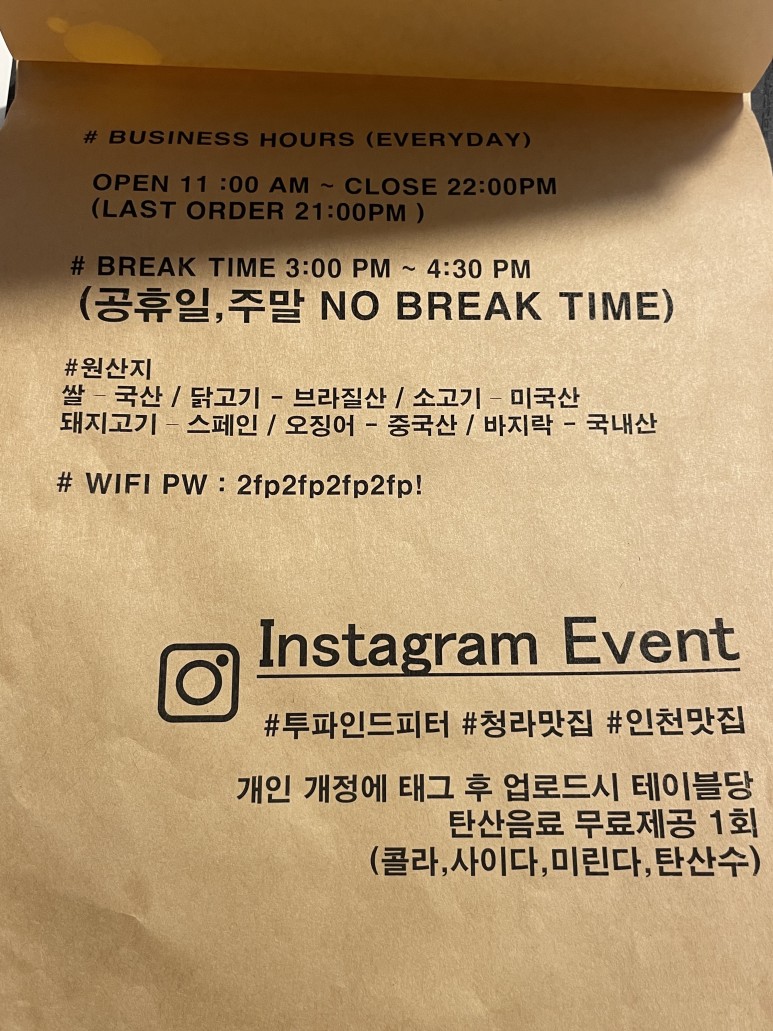 # BUSINESS HOURS (EVERYDAY)
OPEN 11 :00 AM ~ CLOSE 22:00PM
(LAST ORDER 21:00PM )
# BREAK TIME 3:00 PM ~ 4:30 PM
(공휴일,주말 NO BREAK TIME)
#원산지
쌀 - 국산 / 닭고기 - 브라질산 / 소고기 - 미국산
돼지고기 - 스페인 / 오징어 - 중국산 / 바지락 - 국내산
# WIFI PW : 2fp2fp2fp2fp!
Instagram Event
#투파인드피터 #청라맛집 #인천맛집
개인 개정에 태그 후 업로드시 테이블당
탄산음료 무료제공 1회
(콜라,사이다,미린다,탄산수)